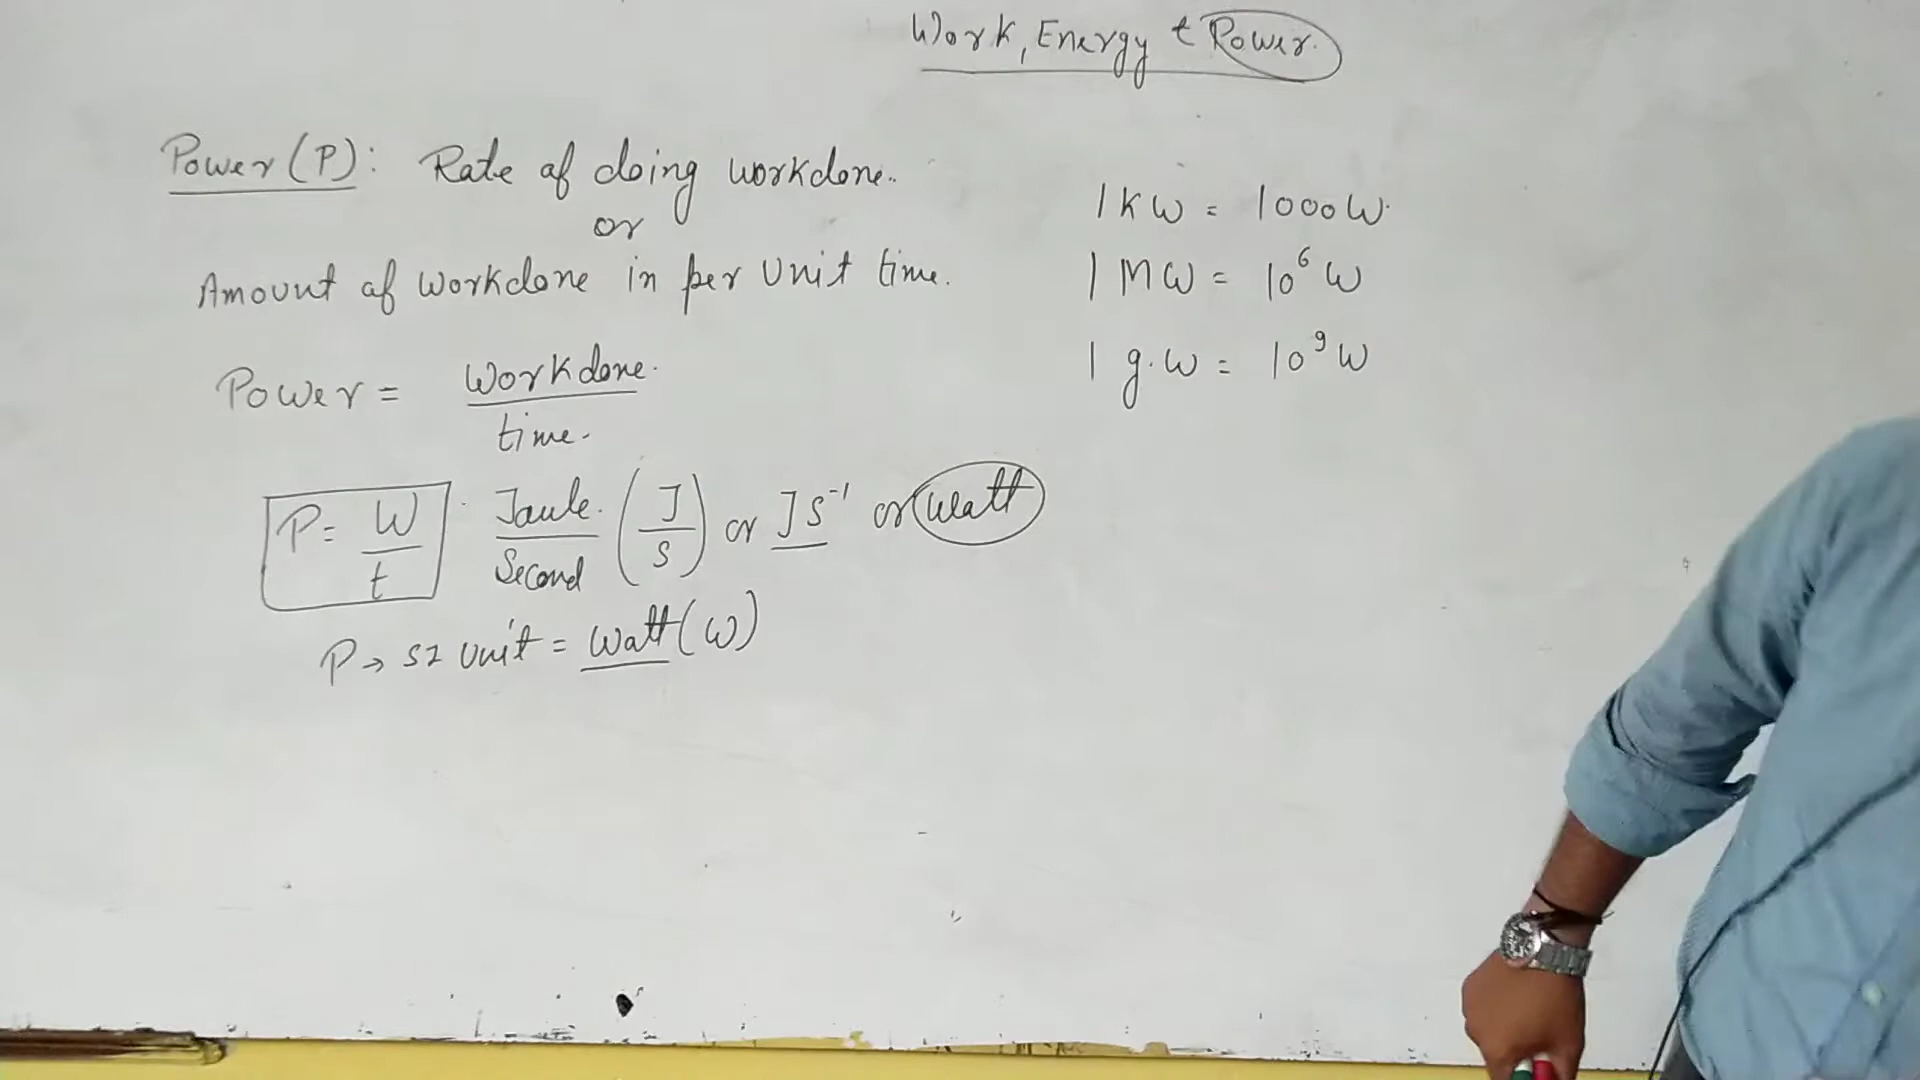 Work, Energy & Power.
Power (P): Rate of doing workdone.
or
Amount of workdone in per unit time.
Power = Workdone.
time.
P = W/t Joule. / Second (J/s) or JS⁻¹ or Watt
P → SI Unit = Watt (W)
1 KW = 1000 W
1 MW = 10⁶ W
1 g.W = 10⁹ W